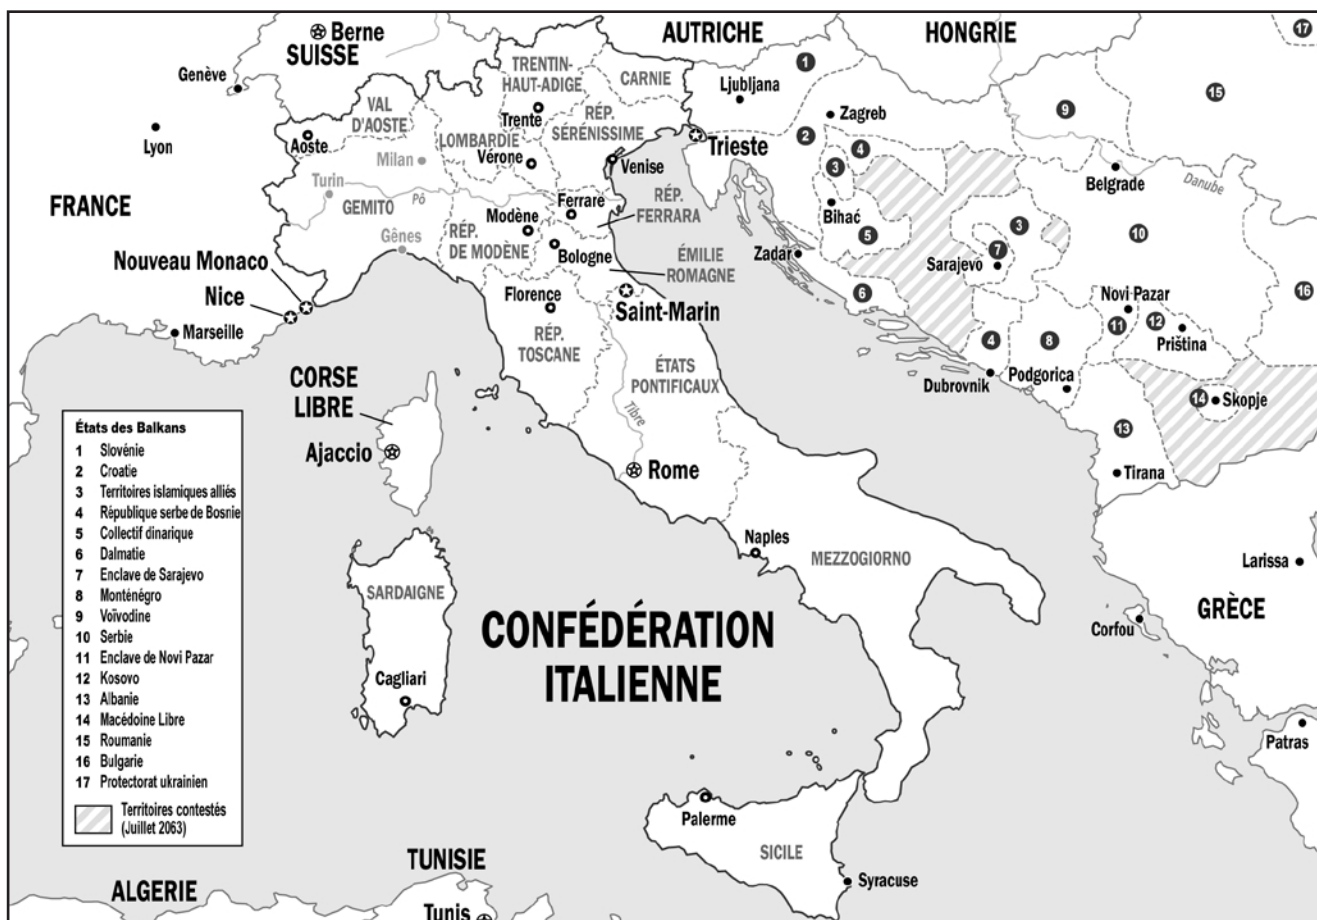 Berne
SUISSE
AUTRICHE
HONGRIE
17
Genève
TRENTIN-
HAUT-ADIGE
CARNIE
1
Ljubljana
15
VAL
D'AOSTE
Trente
RÉP.
SÉRÉNISSIME
9
Zagreb
Lyon
Aoste
LOMBARDIE
Milan
Vérone
Venise
Trieste
2
4
3
Belgrade
Danube
FRANCE
Turin
GEMITO
Pô
Ferrare
RÉP.
FERRARA
Bihać
Modène
RÉP.
DE MODÈNE
Gênes
Bologne
ÉMILIE
ROMAGNE
Zadar
5
3
7
Sarajevo
10
Nouveau Monaco
Nice
Marseille
Florence
RÉP.
TOSCANE
Saint-Marin
6
Novi Pazar
16
11
12
Priština
4
8
ÉTATS
PONTIFICAUX
Dubrovnik
Podgorica
CORSE
LIBRE
Ajaccio
Tibre
14
Skopje
13
Tirana
Rome
États des Balkans
1 Slovénie
2 Croatie
3 Territoires islamiques alliés
4 République serbe de Bosnie
5 Collectif dinarique
6 Dalmatie
7 Enclave de Sarajevo
8 Monténégro
9 Voïvodine
10 Serbie
11 Enclave de Novi Pazar
12 Kosovo
13 Albanie
14 Macédoine Libre
15 Roumanie
16 Bulgarie
17 Protectorat ukrainien
Territoires contestés
(Juillet 2063)
Naples
MEZZOGIORNO
Larissa
SARDAIGNE
GRÈCE
Corfou
CONFÉDÉRATION
ITALIENNE
Cagliari
Patras
Palerme
SICILE
Syracuse
TUNISIE
ALGERIE
Tunis